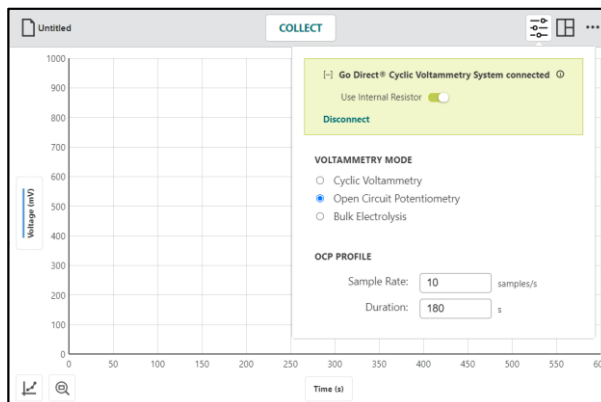 Untitled
COLLECT
[-] Go Direct® Cyclic Voltammetry System connected
Use Internal Resistor
Disconnect
VOLTAMMETRY MODE
Cyclic Voltammetry
Open Circuit Potentiometry
Bulk Electrolysis
OCP PROFILE
Sample Rate: 10 samples/s
Duration: 180 s
Voltage (mV)
1000
900
800
700
600
500
400
300
200
100
0
0 50 100 150 200 250 300 350 400 450 500 550 600
Time (s)